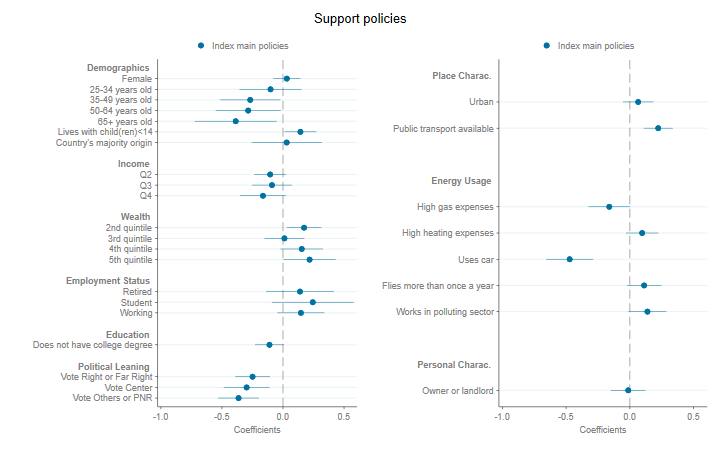 Support policies
Index main policies
Demographics
Female
25-34 years old
35-49 years old
50-64 years old
65+ years old
Lives with child(ren)<14
Country's majority origin
Income
Q2
Q3
Q4
Wealth
2nd quintile
3rd quintile
4th quintile
5th quintile
Employment Status
Retired
Student
Working
Education
Does not have college degree
Political Leaning
Vote Right or Far Right
Vote Center
Vote Others or PNR
-1.0 -0.5 0.0 0.5
Coefficients
Index main policies
Place Charac.
Urban
Public transport available
Energy Usage
High gas expenses
High heating expenses
Uses car
Flies more than once a year
Works in polluting sector
Personal Charac.
Owner or landlord
-1.0 -0.5 0.0 0.5
Coefficients